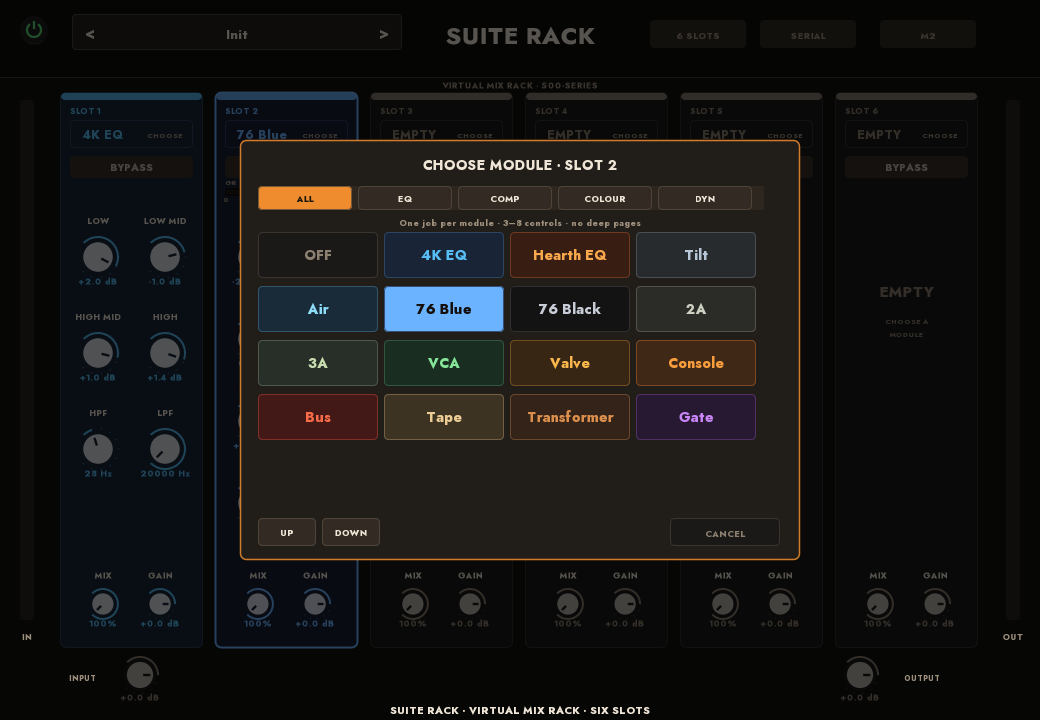 < Init >
SUITE RACK
6 SLOTS
SERIAL
M2
VIRTUAL MIX RACK · 500-SERIES
SLOT 1
SLOT 2
SLOT 3
SLOT 4
SLOT 5
SLOT 6
4K EQ CHOOSE
76 Blue CHOOSE
EMPTY CHOOSE
EMPTY CHOOSE
EMPTY CHOOSE
EMPTY CHOOSE
BYPASS
BYPASS
CHOOSE MODULE · SLOT 2
ALL
EQ
COMP
COLOUR
DYN
One job per module · 3–8 controls · no deep pages
OFF
4K EQ
Hearth EQ
Tilt
Air
76 Blue
76 Black
2A
3A
VCA
Valve
Console
Bus
Tape
Transformer
Gate
UP
DOWN
CANCEL
LOW
LOW MID
+2.0 dB
-1.0 dB
HIGH MID
HIGH
+1.0 dB
+1.4 dB
HPF
LPF
28 Hz
20000 Hz
EMPTY
CHOOSE A
MODULE
MIX GAIN
100% +0.0 dB
MIX GAIN
100% +0.0 dB
MIX GAIN
100% +0.0 dB
MIX GAIN
100% +0.0 dB
MIX GAIN
100% +0.0 dB
MIX GAIN
100% +0.0 dB
IN
OUT
INPUT
+0.0 dB
+0.0 dB
OUTPUT
SUITE RACK · VIRTUAL MIX RACK · SIX SLOTS